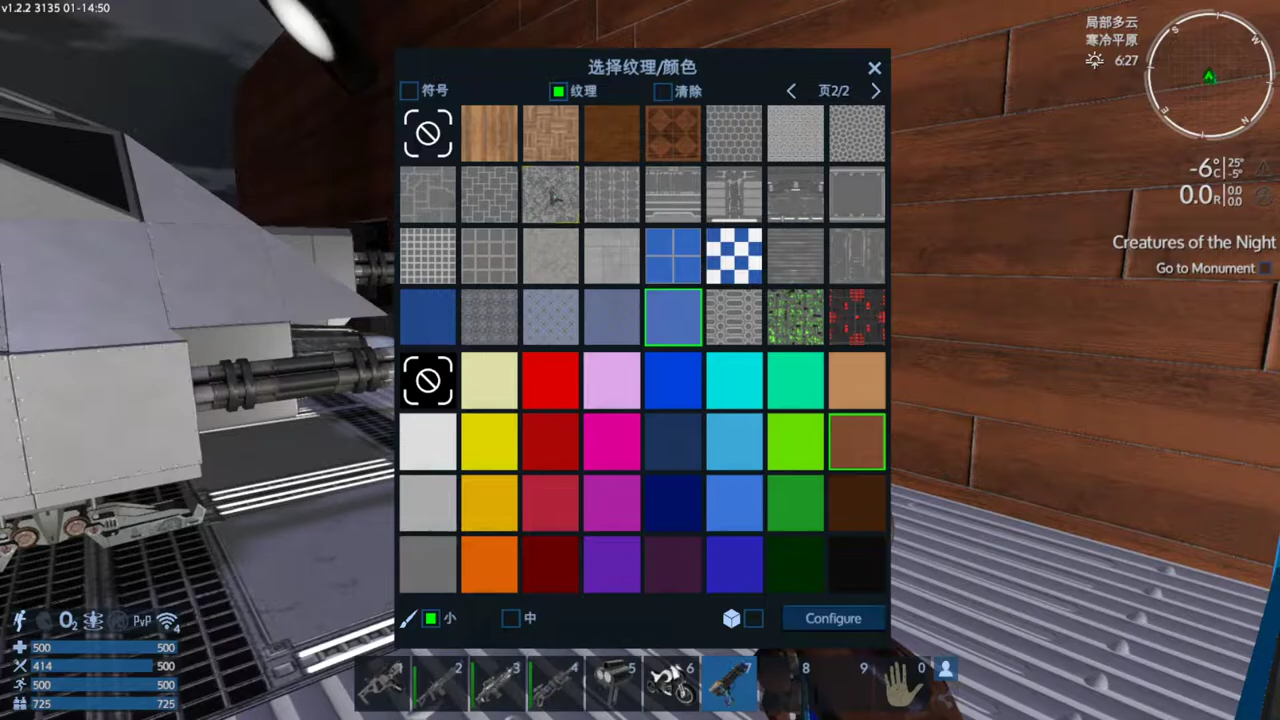 v1.2.2 3135 01-14:50
局部多云
寒冷平原
6:27
选择纹理/颜色
符号
纹理
清除
页2/2
-6°C
25°
-5°
0.0R
0.0
0.0
Creatures of the Night
Go to Monument
小
中
Configure
O2
PvP
4
500 500
414 500
500 500
725 725
2
3
4
5
6
7
8
9
0
S
W
E
N